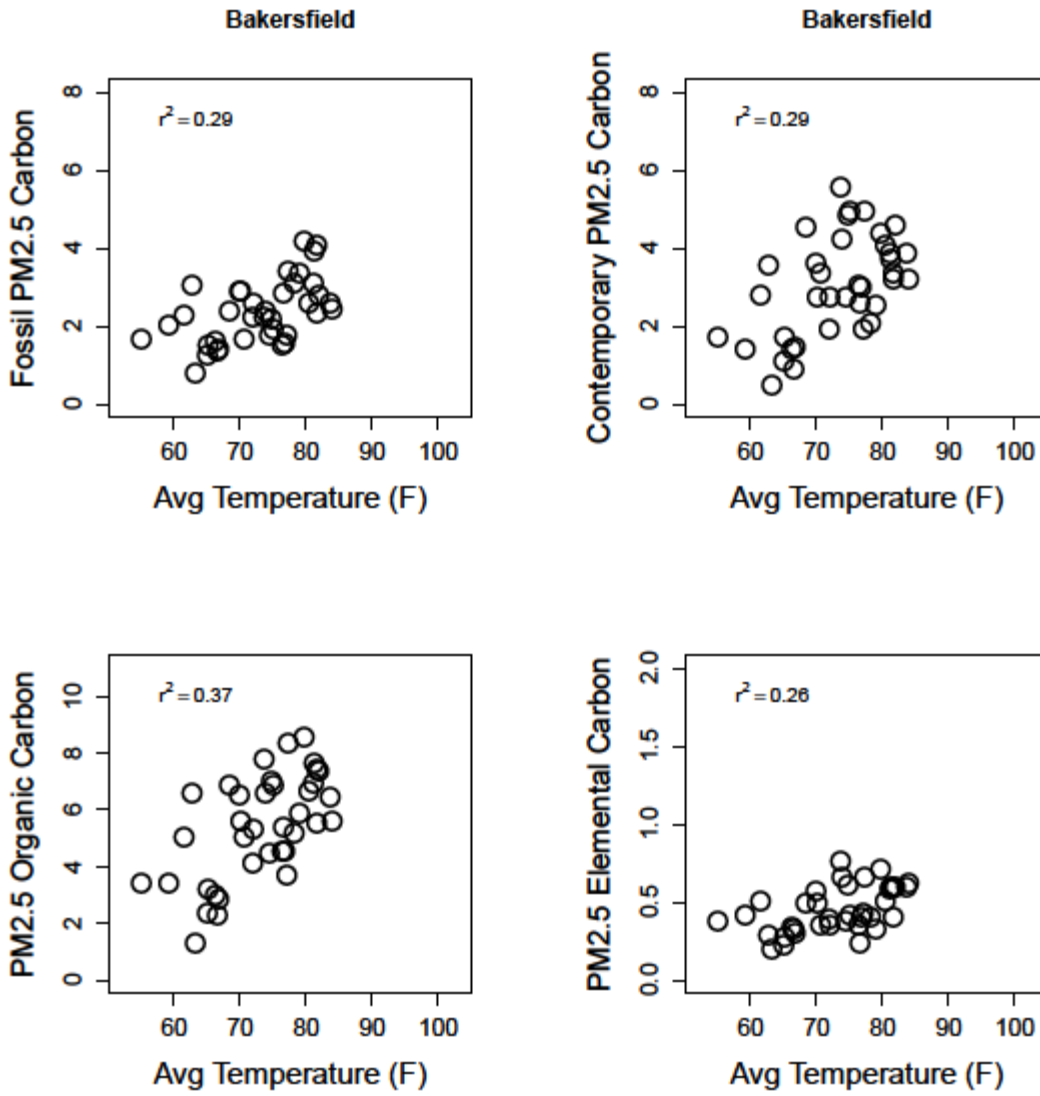 Bakersfield
Fossil PM2.5 Carbon
8
6
4
2
0
r² = 0.29
60 70 80 90 100
Avg Temperature (F)
Bakersfield
Contemporary PM2.5 Carbon
8
6
4
2
0
r² = 0.29
60 70 80 90 100
Avg Temperature (F)
PM2.5 Organic Carbon
10
8
6
4
2
0
r² = 0.37
60 70 80 90 100
Avg Temperature (F)
PM2.5 Elemental Carbon
2.0
1.5
1.0
0.5
0.0
r² = 0.26
60 70 80 90 100
Avg Temperature (F)